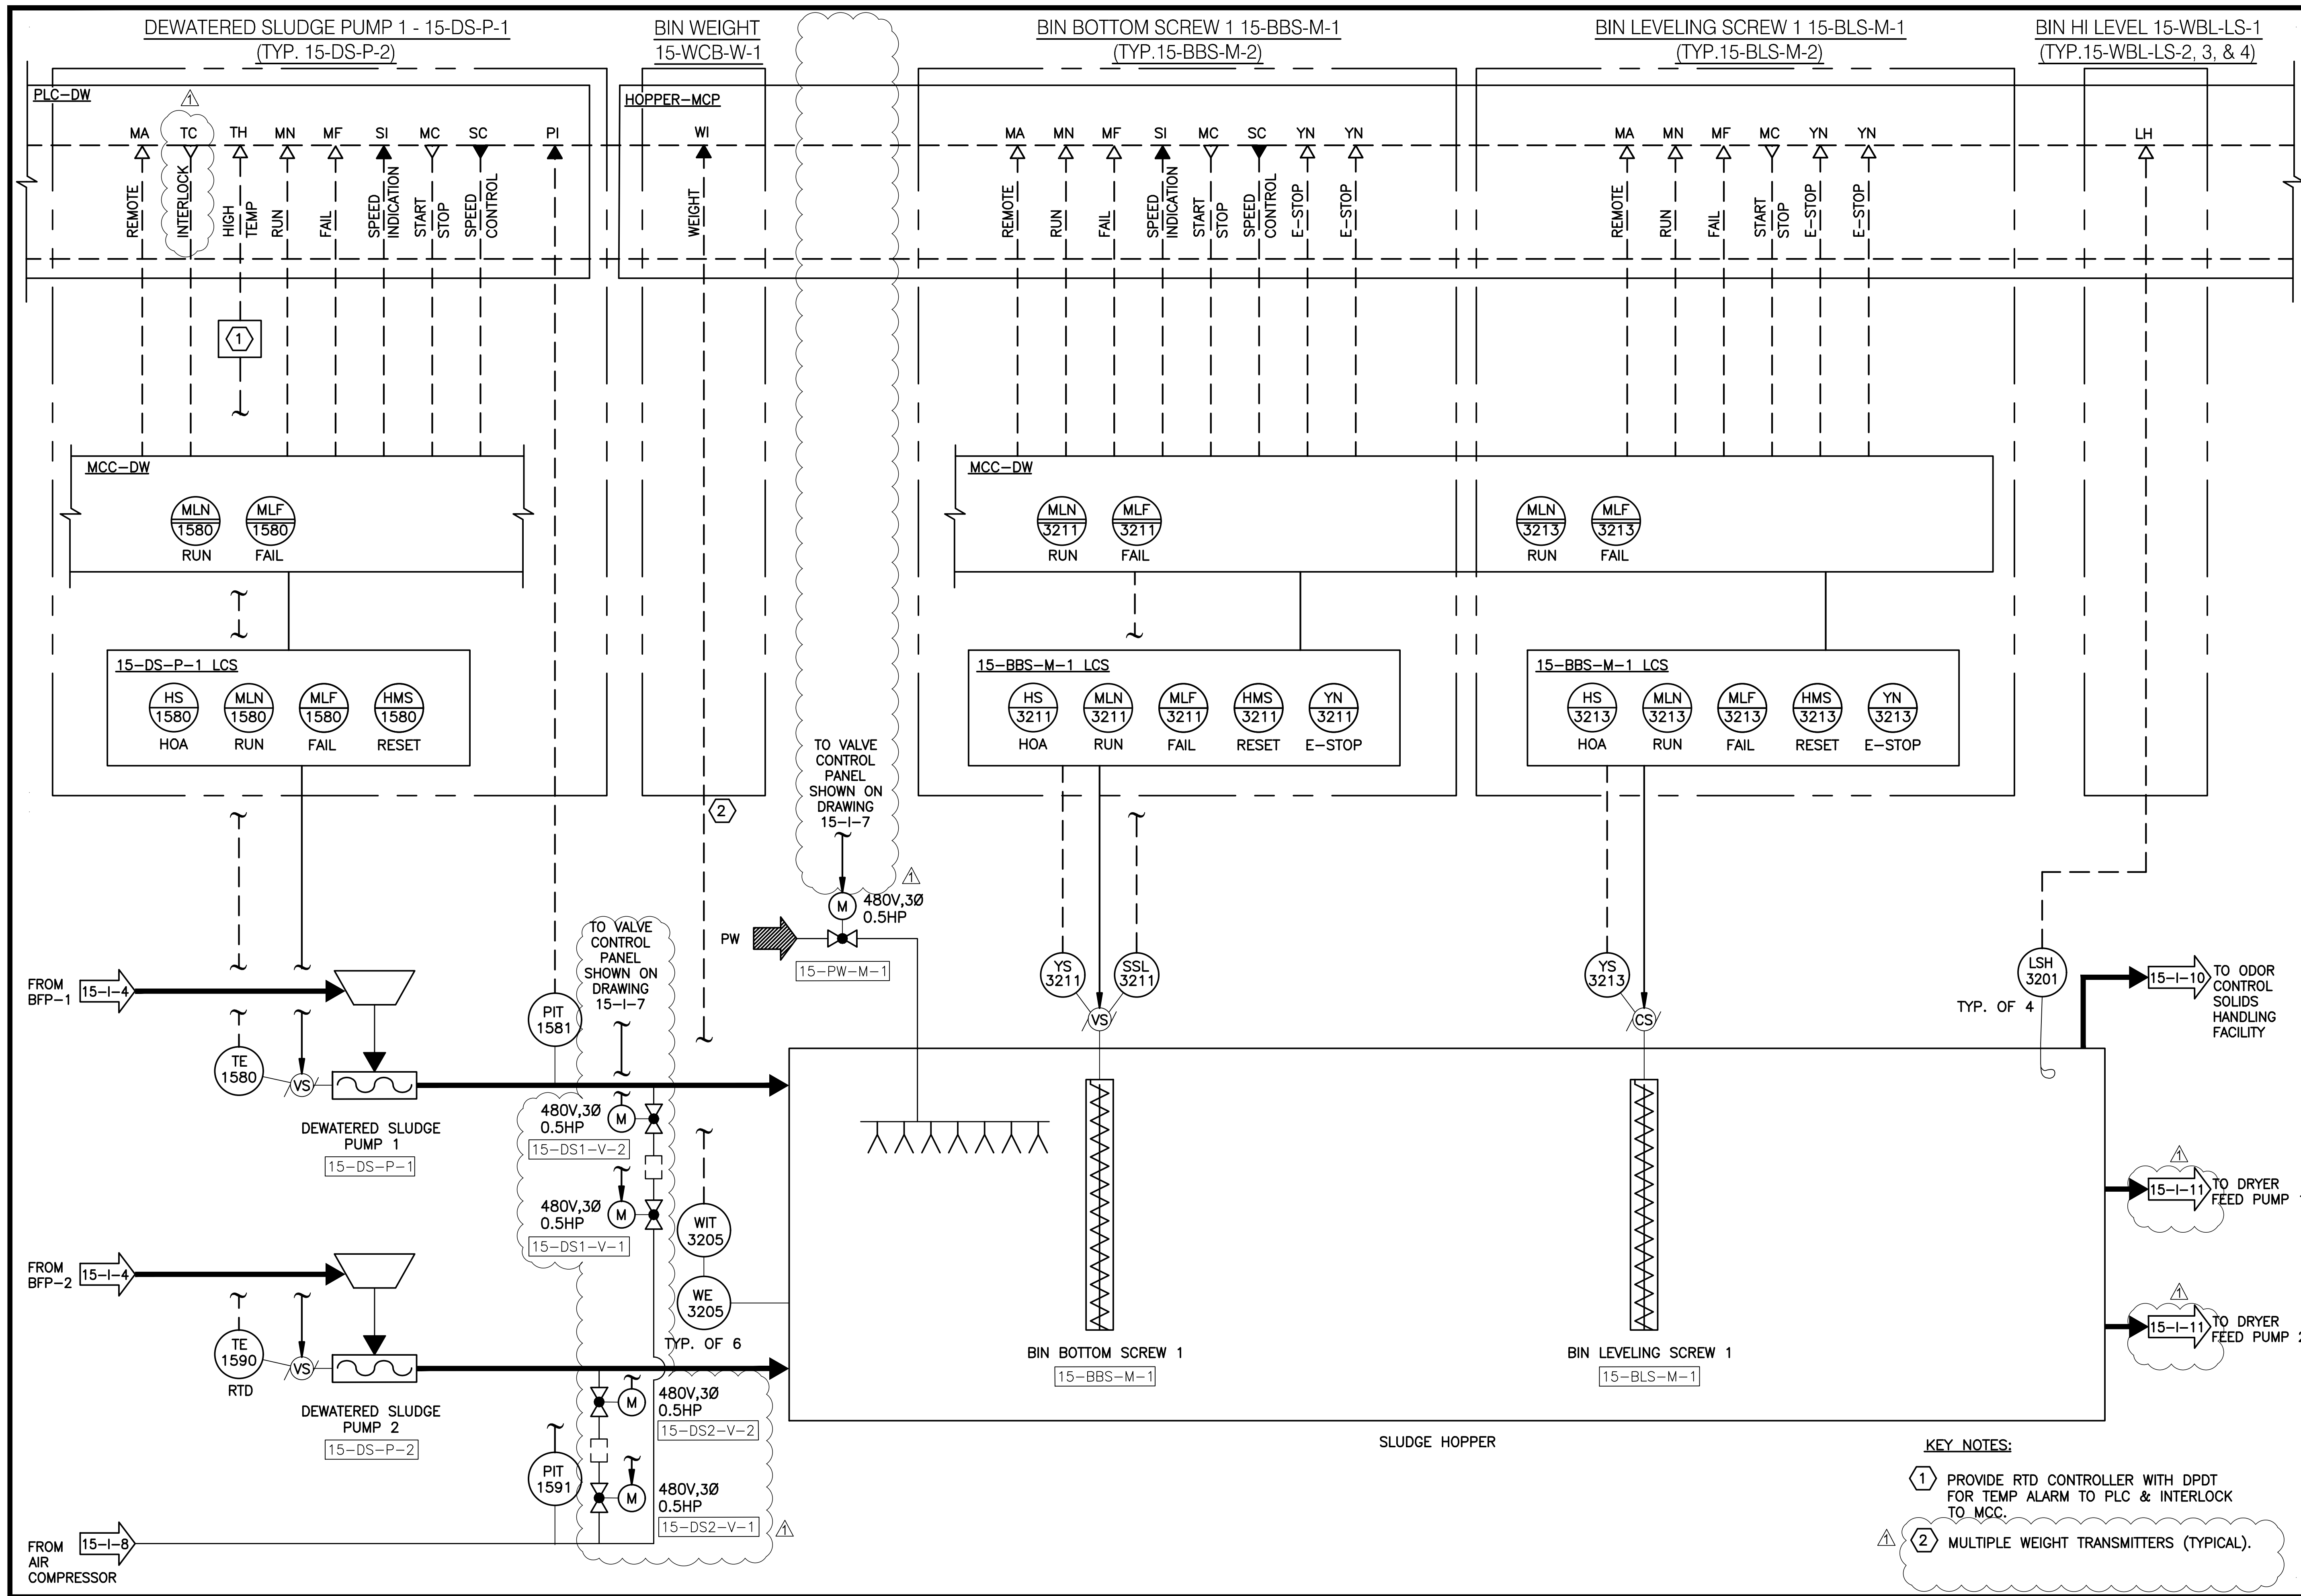 DEWATERED SLUDGE PUMP 1 - 15-DS-P-1
(TYP. 15-DS-P-2)
BIN WEIGHT
15-WCB-W-1
BIN BOTTOM SCREW 1 15-BBS-M-1
(TYP.15-BBS-M-2)
BIN LEVELING SCREW 1 15-BLS-M-1
(TYP.15-BLS-M-2)
BIN HI LEVEL 15-WBL-LS-1
(TYP.15-WBL-LS-2, 3, & 4)
PLC-DW
1
HOPPER-MCP
MA TC TH MN MF SI MC SC PI
WI
MA MN MF SI MC SC YN YN
MA MN MF MC YN YN
LH
REMOTE
INTERLOCK
HIGH
TEMP
RUN
FAIL
SPEED
INDICATION
START
STOP
SPEED
CONTROL
WEIGHT
REMOTE
RUN
FAIL
SPEED
INDICATION
START
STOP
SPEED
CONTROL
E-STOP
E-STOP
REMOTE
RUN
FAIL
START
STOP
E-STOP
E-STOP
1
MCC-DW
MLN
1580
RUN
MLF
1580
FAIL
MCC-DW
MLN
3211
RUN
MLF
3211
FAIL
MLN
3213
RUN
MLF
3213
FAIL
15-DS-P-1 LCS
HS
1580
HOA
MLN
1580
RUN
MLF
1580
FAIL
HMS
1580
RESET
15-BBS-M-1 LCS
HS
3211
HOA
MLN
3211
RUN
MLF
3211
FAIL
HMS
3211
RESET
YN
3211
E-STOP
15-BBS-M-1 LCS
HS
3213
HOA
MLN
3213
RUN
MLF
3213
FAIL
HMS
3213
RESET
YN
3213
E-STOP
TO VALVE
CONTROL
PANEL
SHOWN ON
DRAWING
15-I-7
2
1
M
480V,3Ø
0.5HP
PW
15-PW-M-1
TO VALVE
CONTROL
PANEL
SHOWN ON
DRAWING
15-I-7
YS
3211
SSL
3211
VS
YS
3213
CS
LSH
3201
TYP. OF 4
15-I-10
TO ODOR
CONTROL
SOLIDS
HANDLING
FACILITY
FROM
BFP-1
15-I-4
PIT
1581
TE
1580
VS
DEWATERED SLUDGE
PUMP 1
15-DS-P-1
480V,3Ø
0.5HP
M
15-DS1-V-2
480V,3Ø
0.5HP
M
15-DS1-V-1
WIT
3205
WE
3205
TYP. OF 6
1
15-I-11
TO DRYER
FEED PUMP
1
15-I-11
TO DRYER
FEED PUMP
FROM
BFP-2
15-I-4
TE
1590
RTD
VS
DEWATERED SLUDGE
PUMP 2
15-DS-P-2
M
480V,3Ø
0.5HP
15-DS2-V-2
PIT
1591
M
480V,3Ø
0.5HP
15-DS2-V-1
1
BIN BOTTOM SCREW 1
15-BBS-M-1
BIN LEVELING SCREW 1
15-BLS-M-1
SLUDGE HOPPER
FROM
AIR
COMPRESSOR
15-I-8
KEY NOTES:
1 PROVIDE RTD CONTROLLER WITH DPDT
FOR TEMP ALARM TO PLC & INTERLOCK
TO MCC.
1
2 MULTIPLE WEIGHT TRANSMITTERS (TYPICAL).